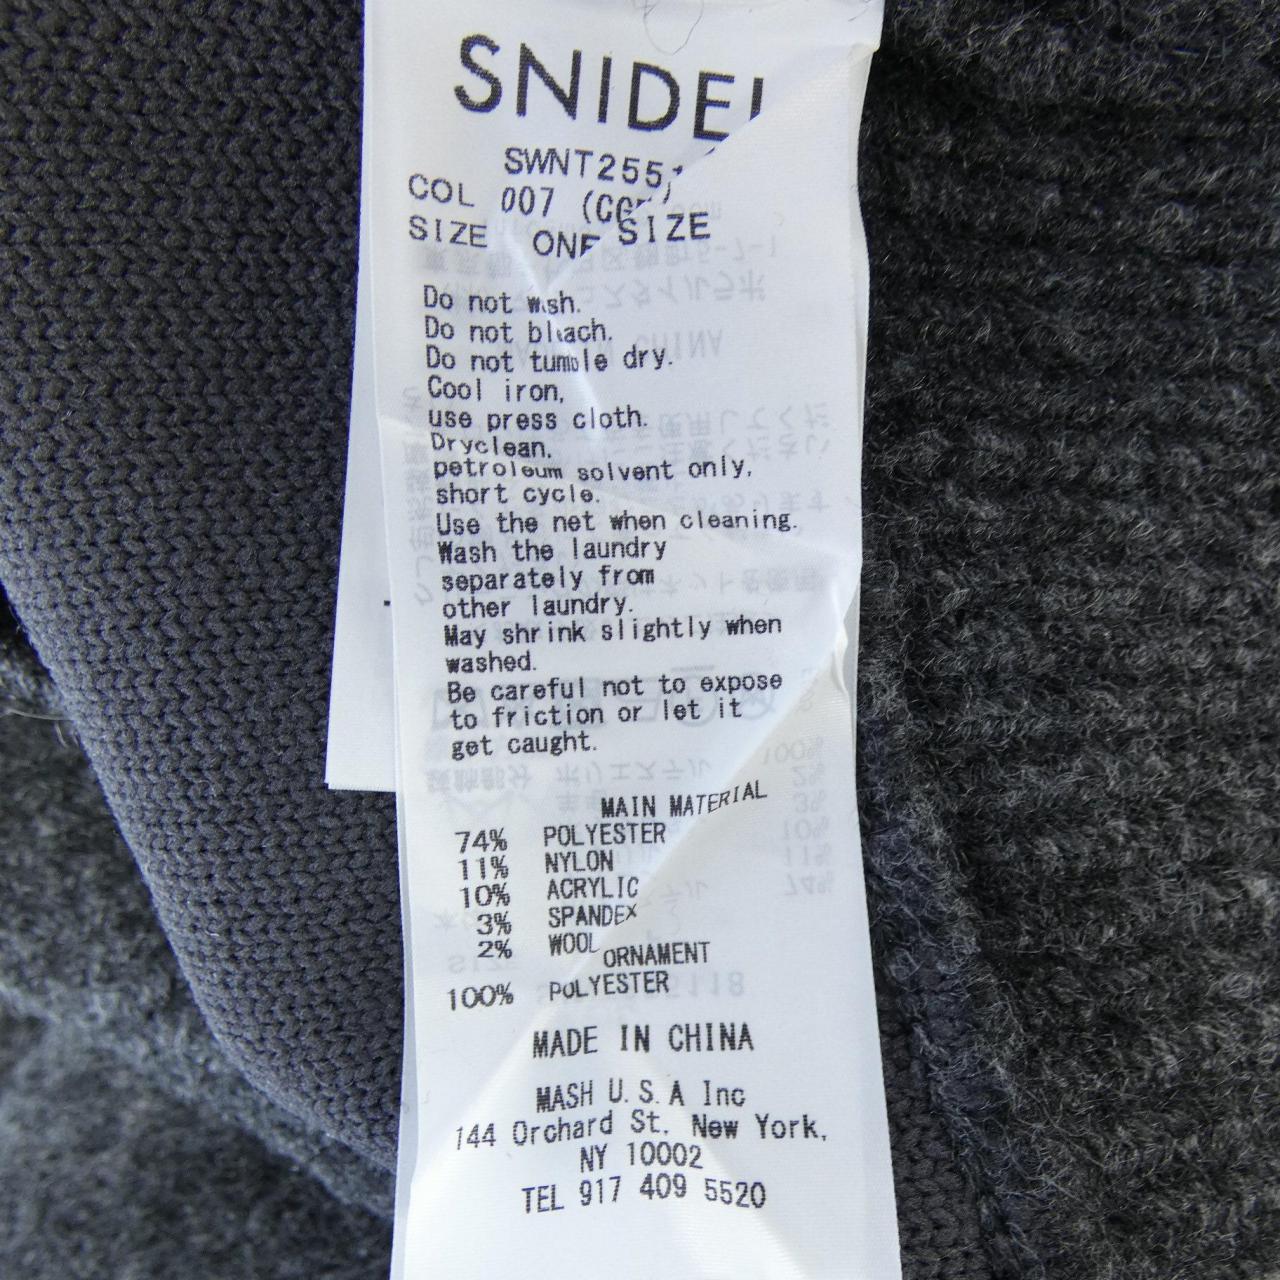 SNIDEL
COL 007
SIZE ONE SIZE
Do not wash.
Do not bleach.
Do not tumble dry.
Cool iron,
use press cloth.
Dryclean,
petroleum solvent only,
short cycle.
Use the net when cleaning.
Wash the laundry
separately from
other laundry.
May shrink slightly when
washed.
Be careful not to expose
to friction or let it
get caught.
MAIN MATERIAL
74% POLYESTER
11% NYLON
10% ACRYLIC
3% SPANDEX
2% WOOL
ORNAMENT
100% POLYESTER
MADE IN CHINA
MASH U.S.A Inc
144 Orchard St. New York,
NY 10002
TEL 917 409 5520